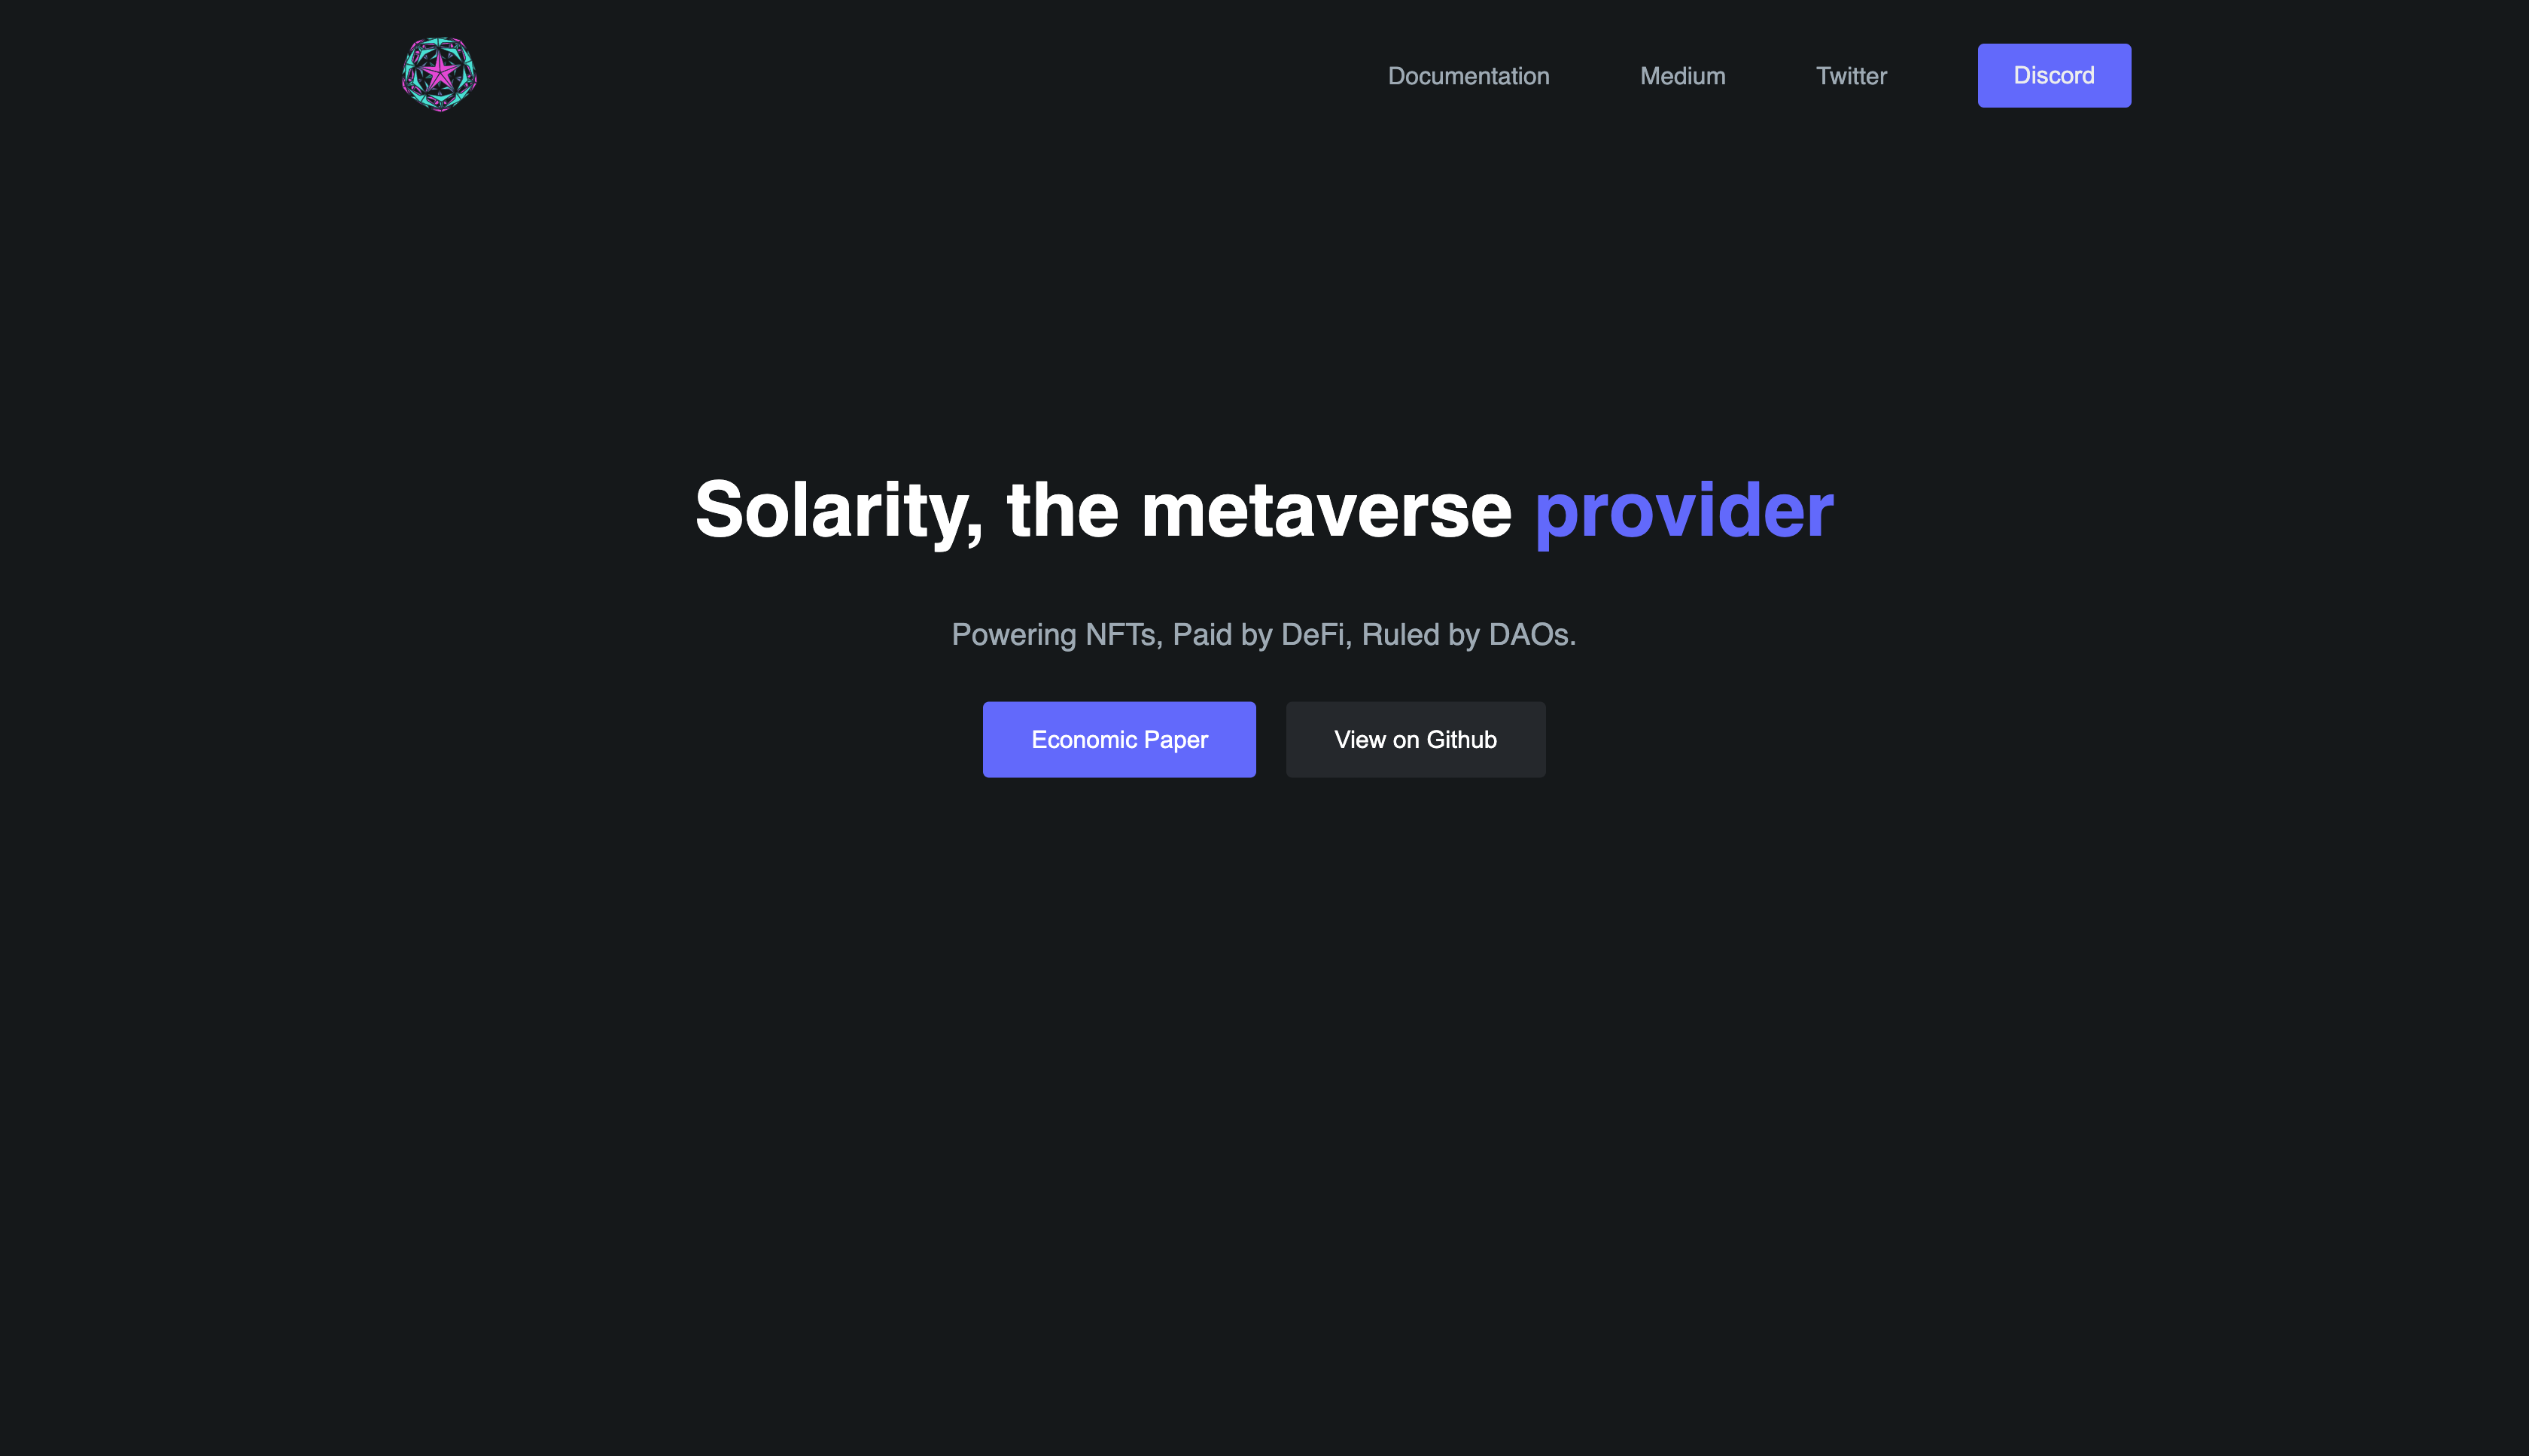 Documentation Medium Twitter Discord
Solarity, the metaverse provider
Powering NFTs, Paid by DeFi, Ruled by DAOs.
Economic Paper View on Github